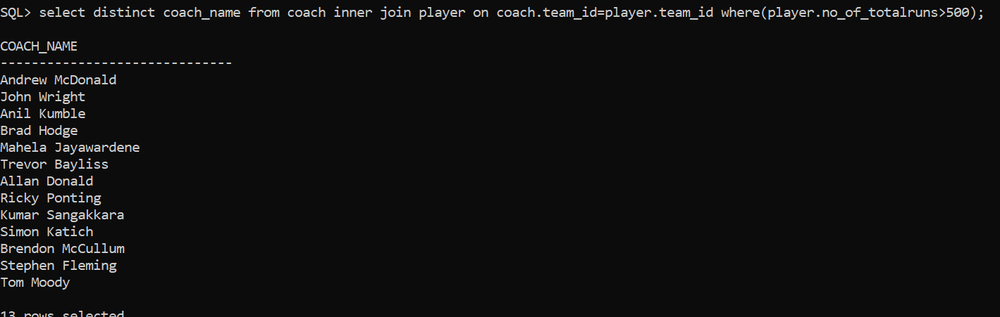 SQL> select distinct coach_name from coach inner join player on coach.team_id=player.team_id where(player.no_of_totalruns>500);
COACH_NAME
------------------------------
Andrew McDonald
John Wright
Anil Kumble
Brad Hodge
Mahela Jayawardene
Trevor Bayliss
Allan Donald
Ricky Ponting
Kumar Sangakkara
Simon Katich
Brendon McCullum
Stephen Fleming
Tom Moody
13 rows selected